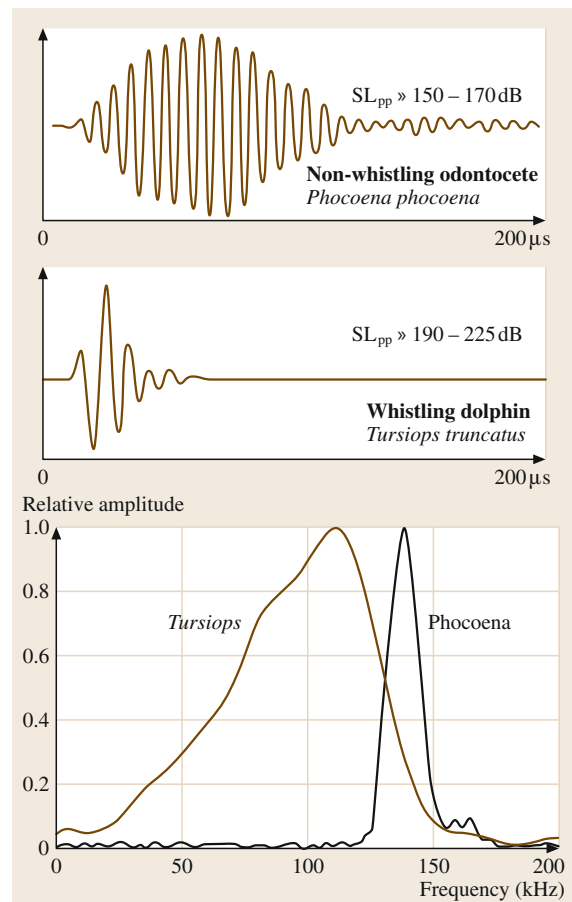 SLpp » 150 – 170 dB
Non-whistling odontocete
Phocoena phocoena
0 200 µs
SLpp » 190 – 225 dB
Whistling dolphin
Tursiops truncatus
0 200 µs
Relative amplitude
1.0
0.8
Tursiops Phocoena
0.6
0.4
0.2
0
0 50 100 150 200
Frequency (kHz)